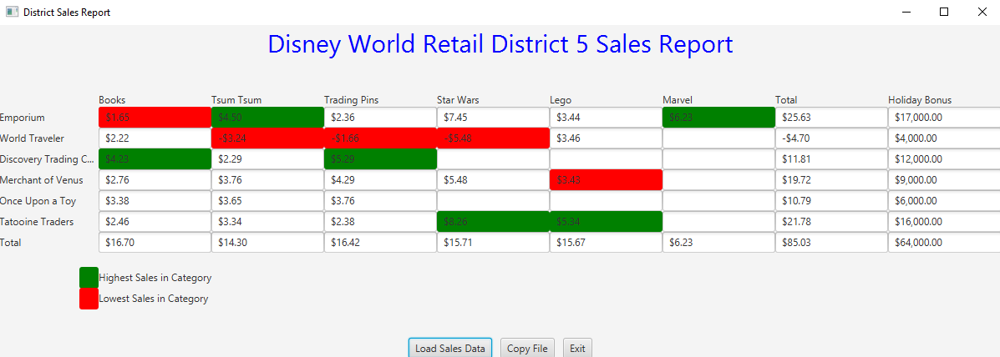 District Sales Report
Disney World Retail District 5 Sales Report
Books Tsum Tsum Trading Pins Star Wars Lego Marvel Total Holiday Bonus
Emporium $1.65 $4.50 $2.36 $7.45 $3.44 $6.23 $25.63 $17,000.00
World Traveler $2.22 -$3.24 -$1.66 -$5.48 $3.46 -$4.70 $4,000.00
Discovery Trading C... $4.23 $2.29 $5.29 $11.81 $12,000.00
Merchant of Venus $2.76 $3.76 $4.29 $5.48 $3.43 $19.72 $9,000.00
Once Upon a Toy $3.38 $3.65 $3.76 $10.79 $6,000.00
Tatooine Traders $2.46 $3.34 $2.38 $8.26 $5.34 $21.78 $16,000.00
Total $16.70 $14.30 $16.42 $15.71 $15.67 $6.23 $85.03 $64,000.00
Highest Sales in Category
Lowest Sales in Category
Load Sales Data Copy File Exit